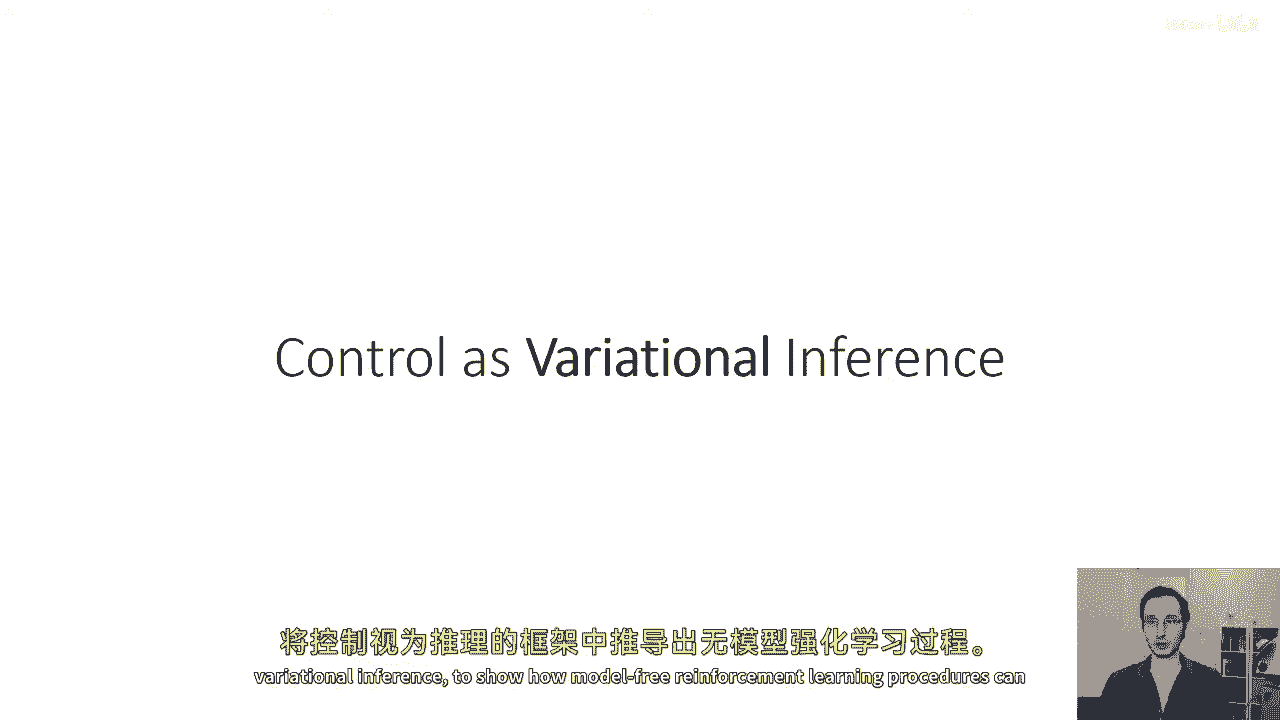 Control as Variational Inference
将控制视为推理的框架中推导出无模型强化学习过程。
variational inference, to show how model-free reinforcement learning procedures can